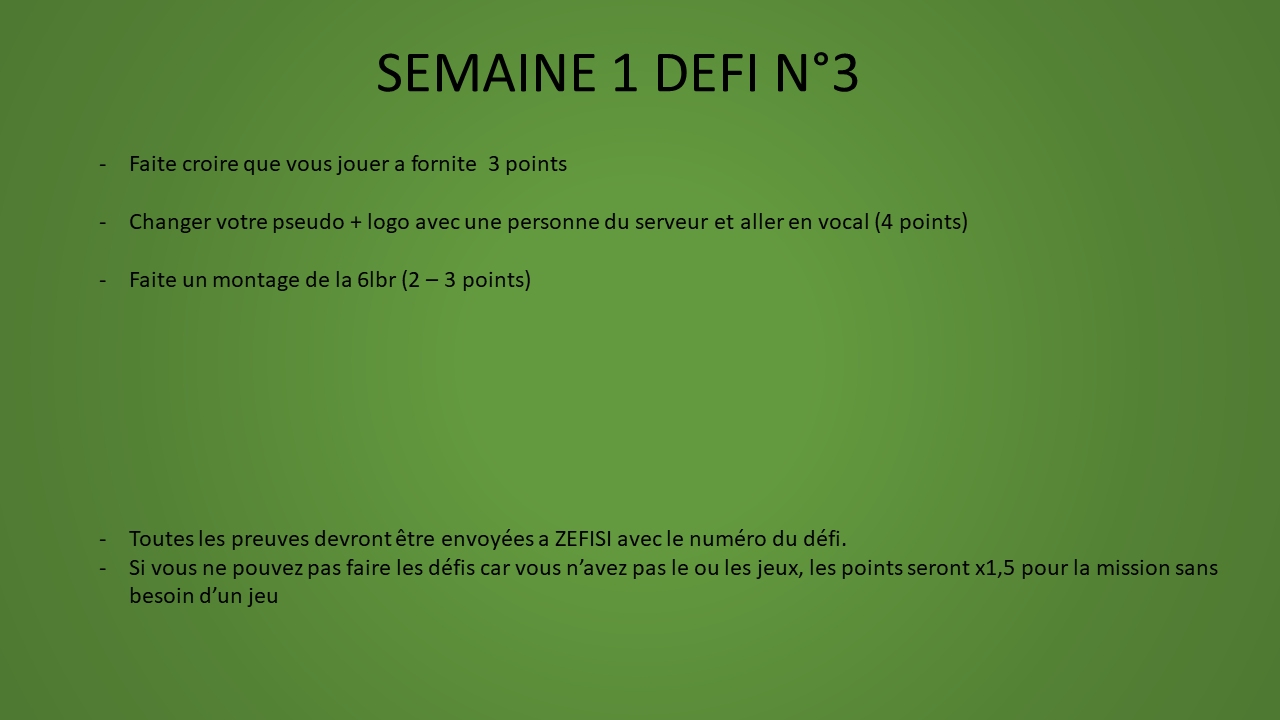 SEMAINE 1 DEFI N°3
- Faite croire que vous jouer a fornite  3 points
- Changer votre pseudo + logo avec une personne du serveur et aller en vocal (4 points)
- Faite un montage de la 6lbr (2 – 3 points)
- Toutes les preuves devront être envoyées a ZEFISI avec le numéro du défi.
- Si vous ne pouvez pas faire les défis car vous n’avez pas le ou les jeux, les points seront x1,5 pour la mission sans
besoin d’un jeu